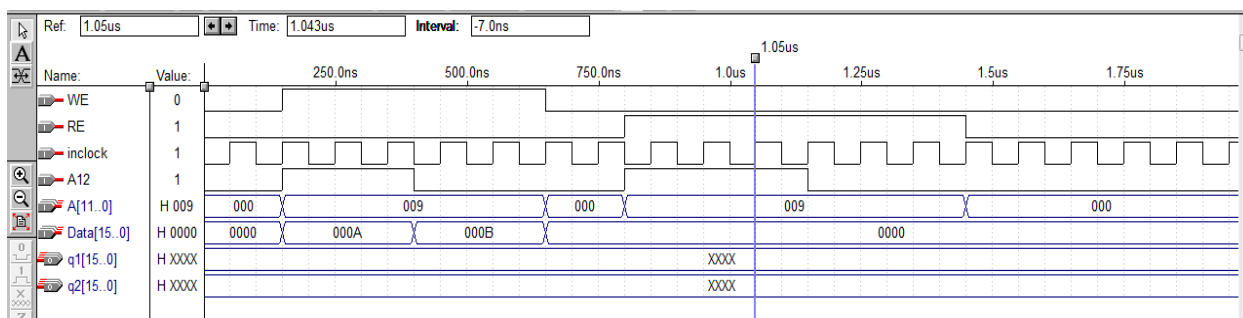 Ref: 1.05us Time: 1.043us Interval: -7.0ns
1.05us
Name: Value: 250.0ns 500.0ns 750.0ns 1.0us 1.25us 1.5us 1.75us
WE 0
RE 1
inclock 1
A12 1
A[11..0] H 009 000 009 000 009 000
Data[15..0] H 0000 0000 000A 000B 0000
q1[15..0] H XXXX XXXX
q2[15..0] H XXXX XXXX